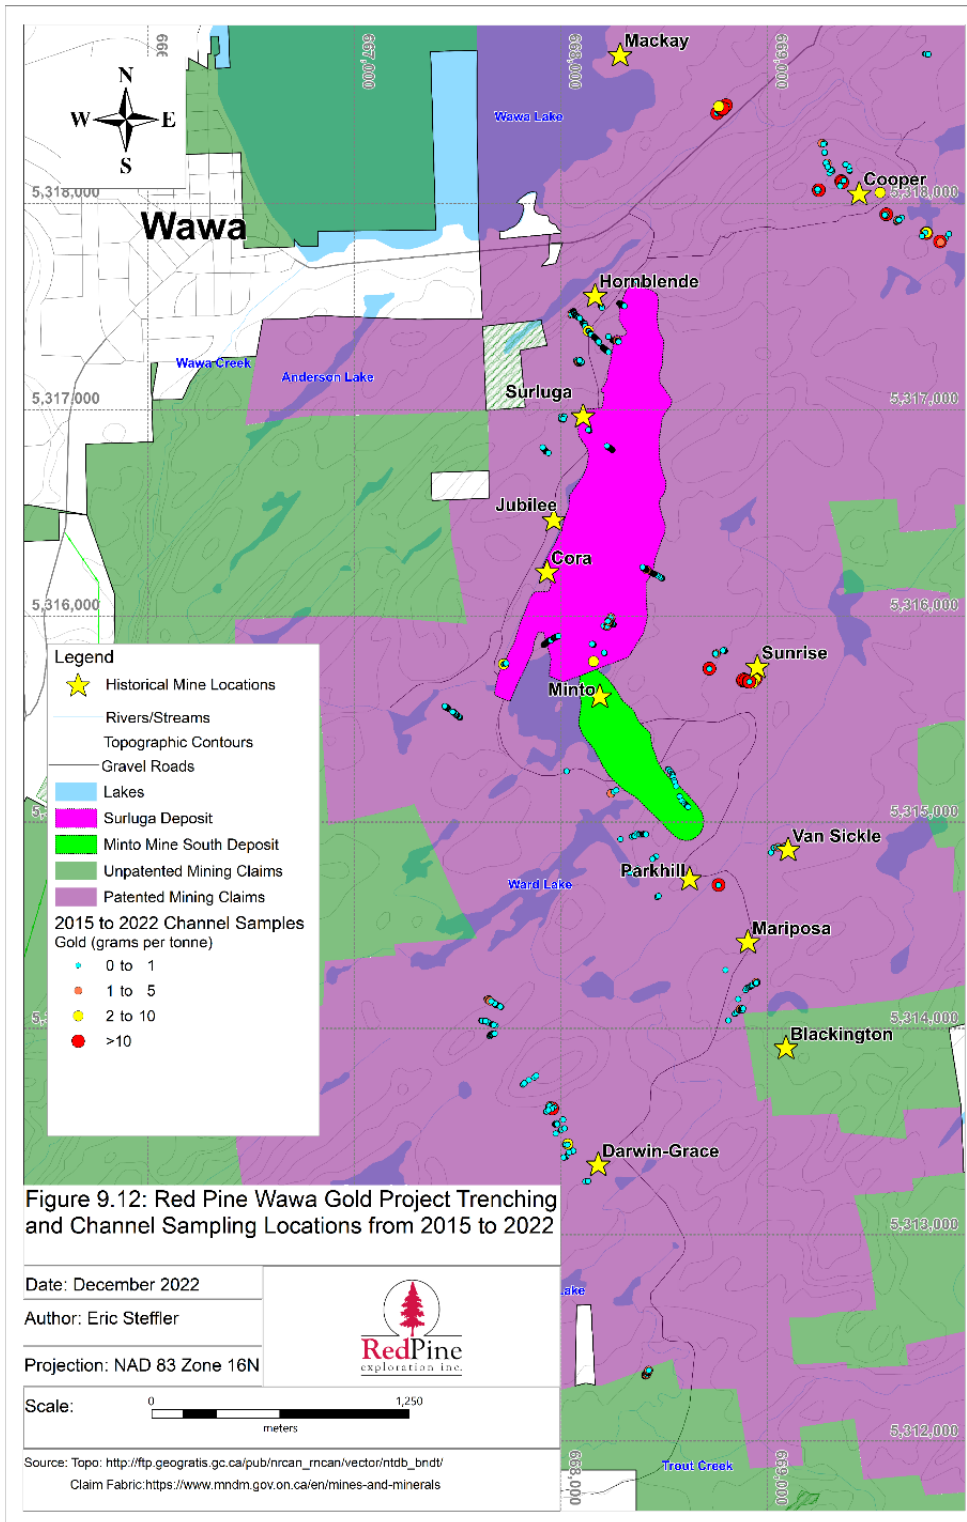 666
667,000
668,000
669,000
Mackay
N
W E
S
Wawa Lake
5,318,000
Cooper
5,318,000
Wawa
Hornblende
Wawa Creek
Anderson Lake
Surluga
5,317,000
5,317,000
Jubilee
Cora
5,316,000
5,316,000
Sunrise
Minto
Legend
Historical Mine Locations
Rivers/Streams
Topographic Contours
Gravel Roads
Lakes
Surluga Deposit
Minto Mine South Deposit
Unpatented Mining Claims
Patented Mining Claims
2015 to 2022 Channel Samples
Gold (grams per tonne)
0 to 1
1 to 5
2 to 10
>10
5,315,000
Van Sickle
Parkhill
Ward Lake
Mariposa
5,314,000
Blackington
Darwin-Grace
5,313,000
Lake
5,312,000
Trout Creek
668,000
669,000
Figure 9.12: Red Pine Wawa Gold Project Trenching
and Channel Sampling Locations from 2015 to 2022
Date: December 2022
Author: Eric Steffler
Projection: NAD 83 Zone 16N
RedPine
exploration inc.
Scale:
0 1,250
meters
Source: Topo: http://ftp.geogratis.gc.ca/pub/nrcan_rncan/vector/ntdb_bndt/
Claim Fabric:https://www.mndm.gov.on.ca/en/mines-and-minerals